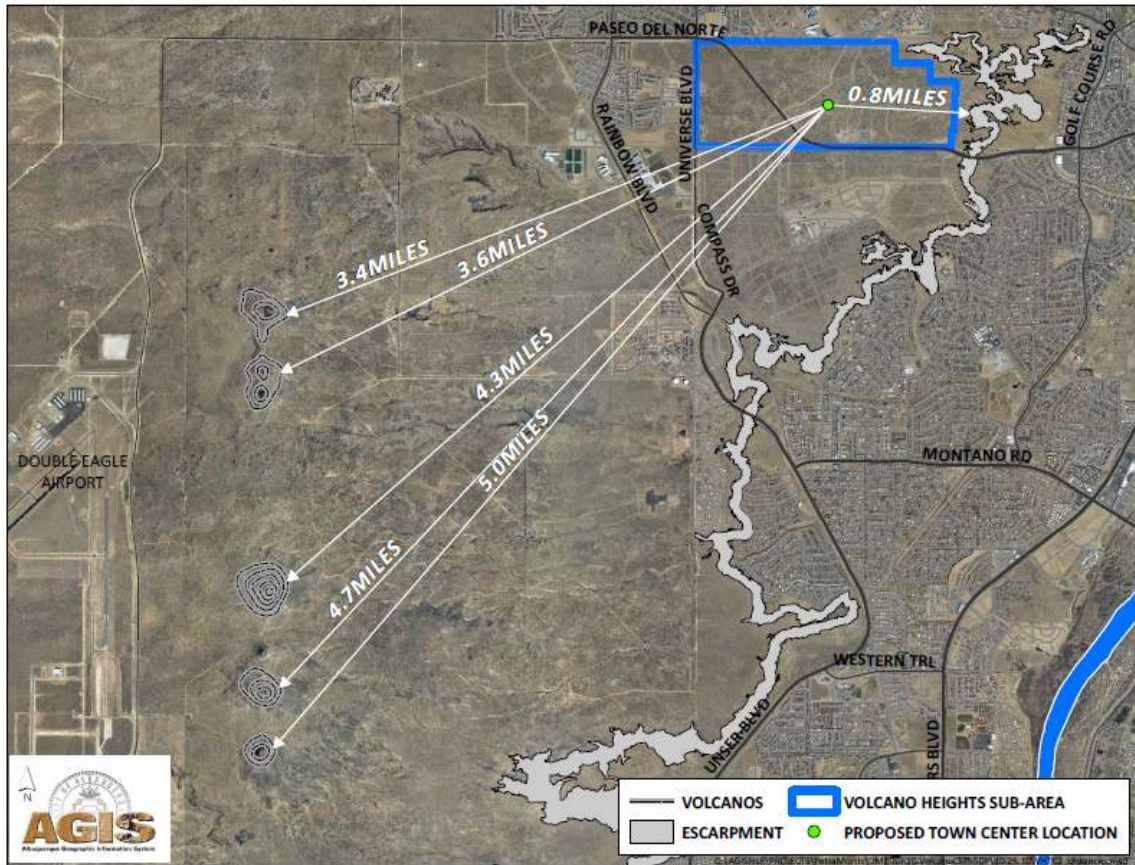 PASEO DEL NORTE
UNIVERSE BLVD
RAINBOW BLVD
0.8MILES
GOLF COURSE RD
COMPASS DR
3.4MILES
3.6MILES
4.3MILES
5.0MILES
4.7MILES
DOUBLE EAGLE
AIRPORT
MONTANO RD
WESTERN TRL
UNSER BLVD
RS BLVD
N
AGIS
Albuquerque Geographic Information System
VOLCANOS
VOLCANO HEIGHTS SUB-AREA
ESCARPMENT
PROPOSED TOWN CENTER LOCATION